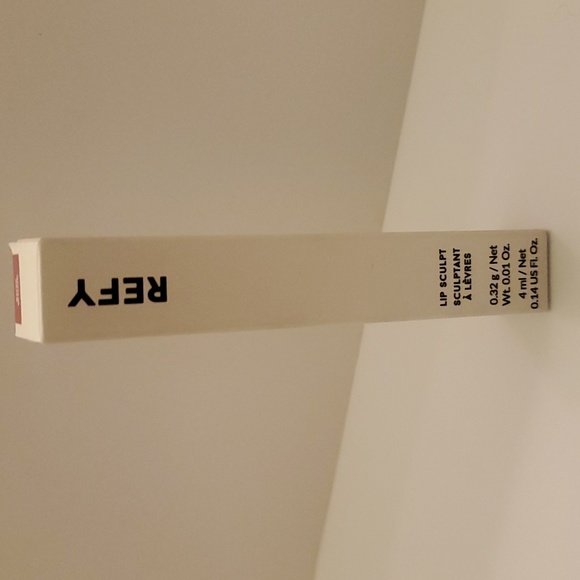 REFY
LIP SCULPT
SCULPTANT
À LÈVRES
0.32 g / Net
Wt. 0.01 Oz.
4 ml / Net
0.14 US Fl. Oz.